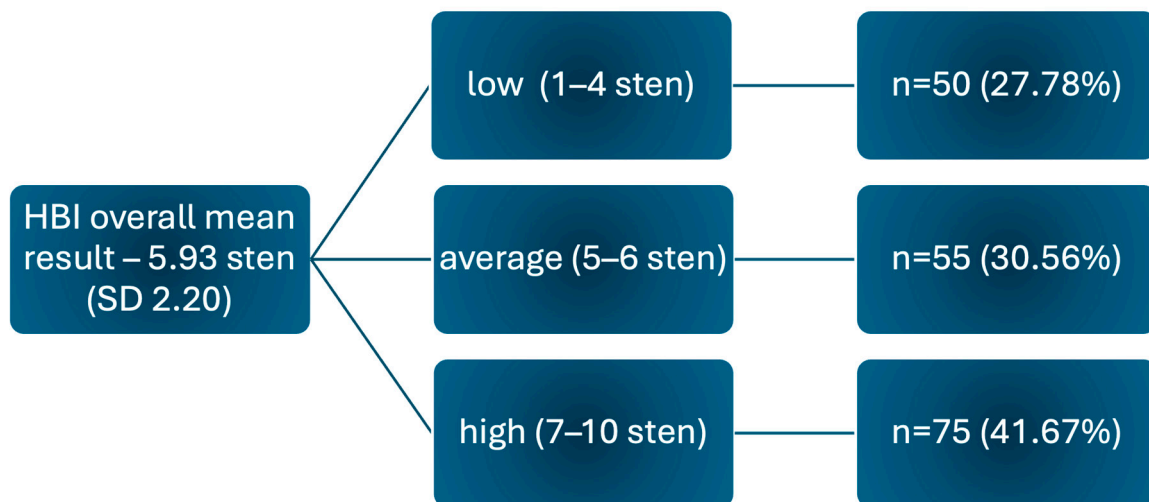 HBI overall mean
result – 5.93 sten
(SD 2.20)
low  (1–4 sten)
n=50 (27.78%)
average (5–6 sten)
n=55 (30.56%)
high (7–10 sten)
n=75 (41.67%)